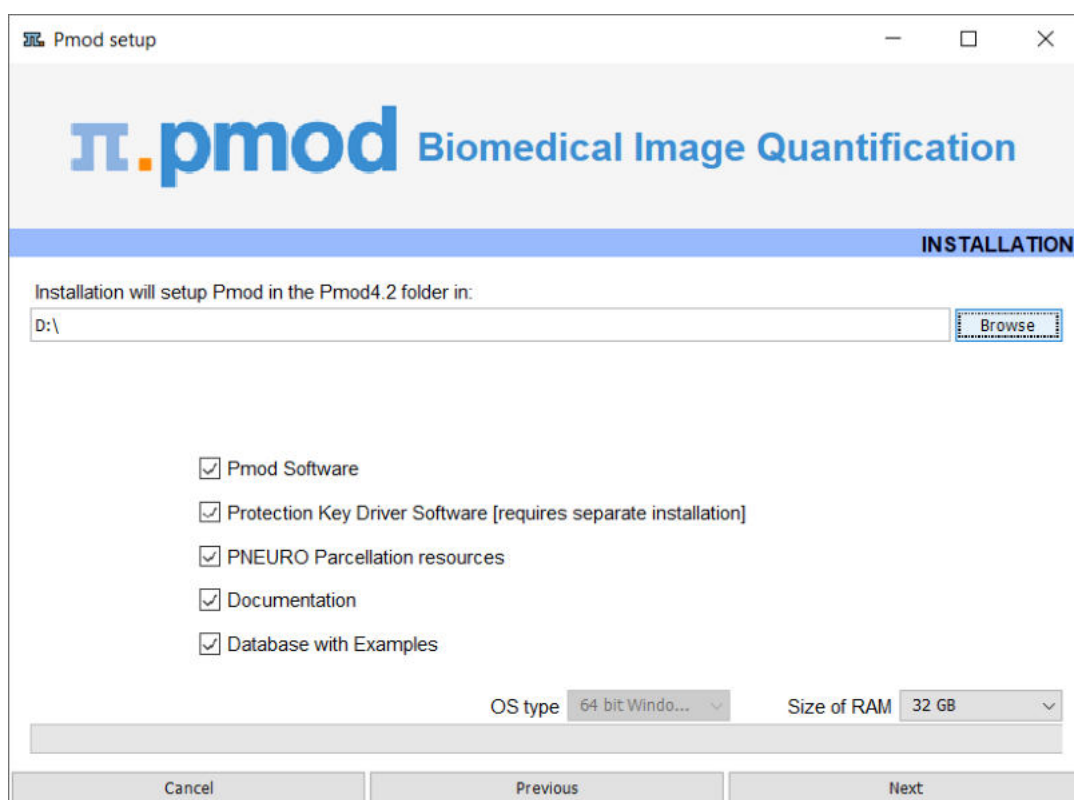 Pmod setup
π.pmod Biomedical Image Quantification
INSTALLATION
Installation will setup Pmod in the Pmod4.2 folder in:
D:\ Browse
Pmod Software
Protection Key Driver Software [requires separate installation]
PNEURO Parcellation resources
Documentation
Database with Examples
OS type 64 bit Windo... Size of RAM 32 GB
Cancel Previous Next